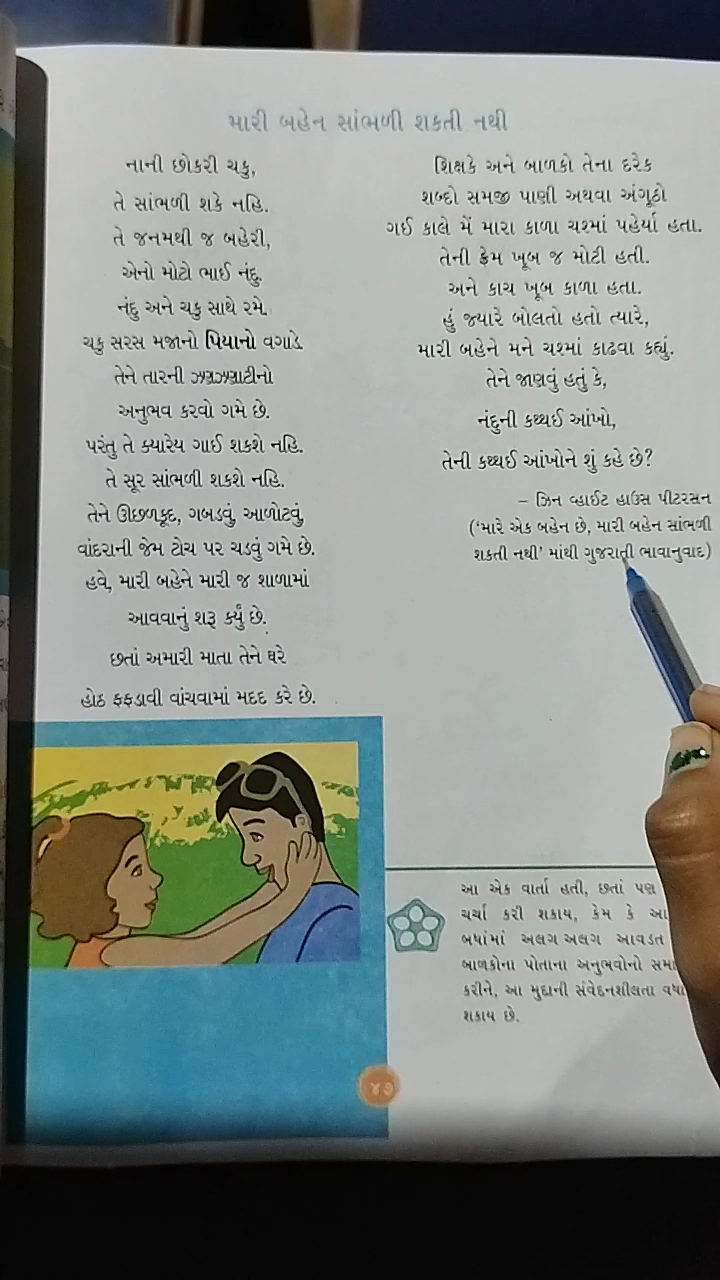 મારી બહેન સાંભળી શકતી નથી
નાની છોકરી ચકુ,
તે સાંભળી શકે નહિ.
તે જનમથી જ બહેરી,
એનો મોટો ભાઈ નંદુ.
નંદુ અને ચકુ સાથે રમે.
ચકુ સરસ મજાનો પિયાનો વગાડે.
તેને તારની ઝણઝણાટીનો
અનુભવ કરવો ગમે છે.
પરંતુ તે ક્યારેય ગાઈ શકશે નહિ.
તે સૂર સાંભળી શકશે નહિ.
તેને ઊછળકૂદ, ગબડવું, આળોટવું,
વાંદરાની જેમ ટોચ પર ચડવું ગમે છે.
હવે, મારી બહેને મારી જ શાળામાં
આવવાનું શરૂ કર્યું છે.
છતાં અમારી માતા તેને ઘરે
હોઠ ફફડાવી વાંચવામાં મદદ કરે છે.
શિક્ષકે અને બાળકો તેના દરેક
શબ્દો સમજી પાણી અથવા અંગૂઠો
ગઈ કાલે મેં મારા કાળા ચશ્માં પહેર્યા હતા.
તેની ફ્રેમ ખૂબ જ મોટી હતી.
અને કાચ ખૂબ કાળા હતા.
હું જ્યારે બોલતો હતો ત્યારે,
મારી બહેને મને ચશ્માં કાઢવા કહ્યું.
તેને જાણવું હતું કે,
નંદુની કથ્થઈ આંખો,
તેની કથ્થઈ આંખોને શું કહે છે?
– ઝિન વ્હાઈટ હાઉસ પીટરસન
('મારે એક બહેન છે, મારી બહેન સાંભળી
શકતી નથી' માંથી ગુજરાતી ભાવાનુવાદ)
આ એક વાર્તા હતી, છતાં પણ
ચર્ચા કરી શકાય, કેમ કે આ
બધાંમાં અલગ અલગ આવડત
બાળકોના પોતાના અનુભવોનો
કરીને, આ મુદ્દાની સંવેદનશીલતા
શકાય છે.
૪૭